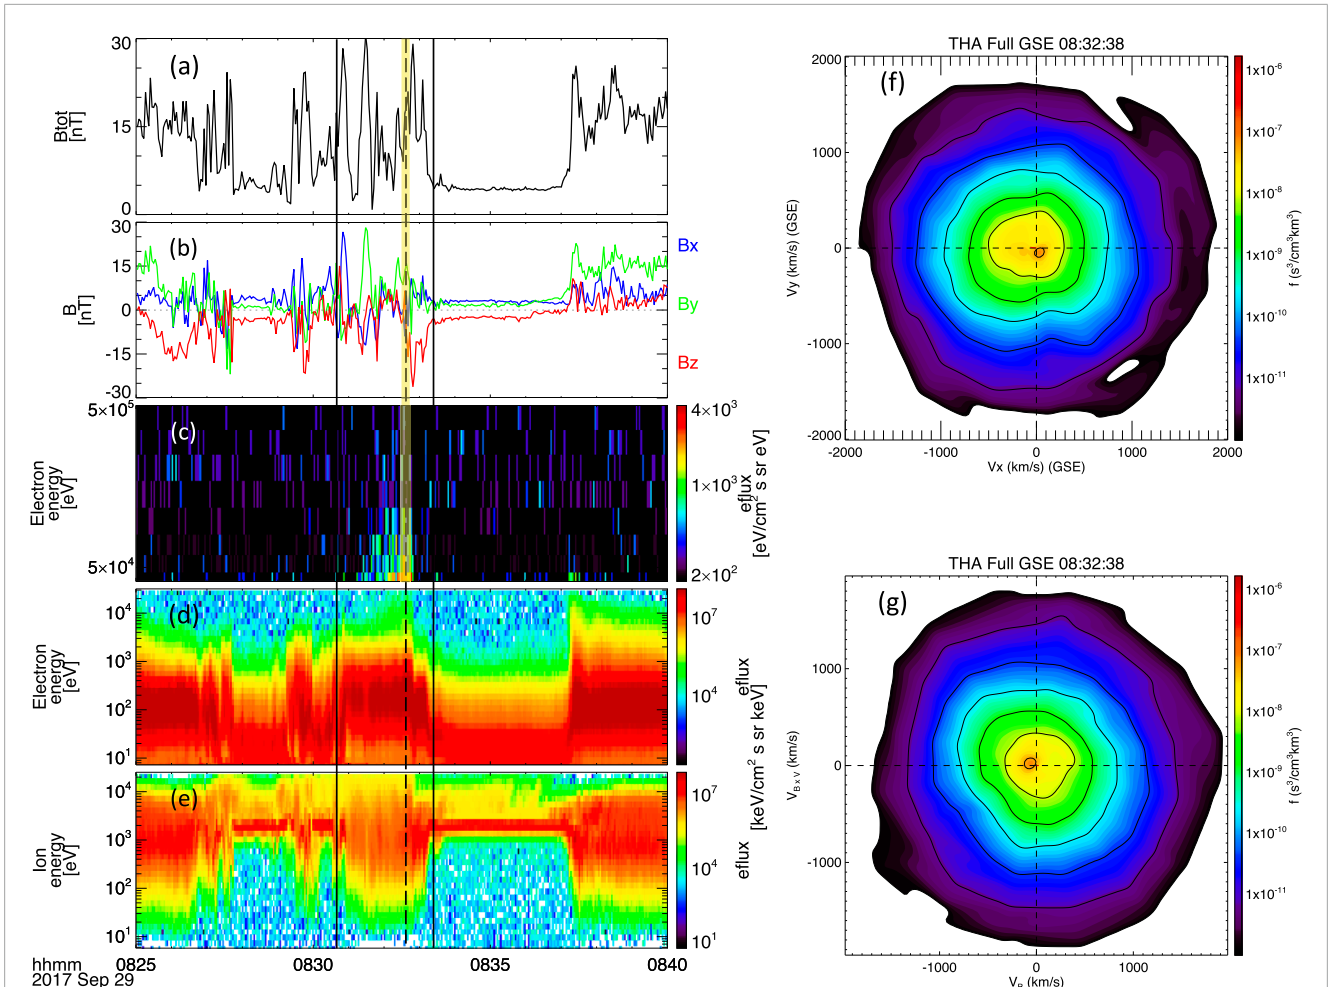 (a)
30
15
0
Btot
[nT]
(b)
30
15
0
-15
-30
B
[nT]
Bx
By
Bz
(c)
5×10⁵
5×10⁴
Electron
energy
[eV]
4×10³
1×10³
2×10²
eflux
[eV/cm² s sr eV]
(d)
10⁴
10³
10²
10¹
Electron
energy
[eV]
10⁷
10⁴
10¹
eflux
[keV/cm² s sr keV]
(e)
10⁴
10³
10²
10¹
Ion
energy
[eV]
10⁷
10⁴
10¹
eflux
hhmm
0825
0830
0835
0840
2017 Sep 29
THA Full GSE 08:32:38
(f)
2000
1000
0
-1000
-2000
Vy (km/s) (GSE)
-2000
-1000
0
1000
2000
Vx (km/s) (GSE)
1x10⁻⁶
1x10⁻⁷
1x10⁻⁸
1x10⁻⁹
1x10⁻¹⁰
1x10⁻¹¹
f (s³/cm³km³)
THA Full GSE 08:32:38
(g)
1000
0
-1000
V_BxV (km/s)
-1000
0
1000
V_B (km/s)
1x10⁻⁶
1x10⁻⁷
1x10⁻⁸
1x10⁻⁹
1x10⁻¹⁰
1x10⁻¹¹
f (s³/cm³km³)